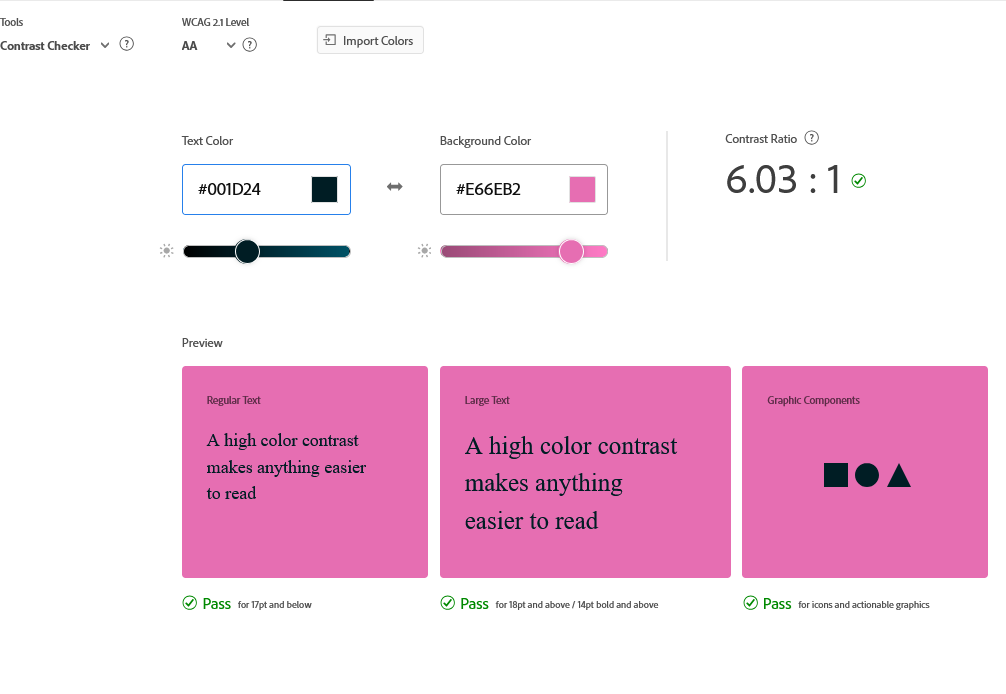 Tools
Contrast Checker
?
WCAG 2.1 Level
AA
?
Import Colors
Text Color
#001D24
Background Color
#E66EB2
Contrast Ratio ?
6.03 : 1
Preview
Regular Text
A high color contrast
makes anything easier
to read
Pass for 17pt and below
Large Text
A high color contrast
makes anything
easier to read
Pass for 18pt and above / 14pt bold and above
Graphic Components
Pass for icons and actionable graphics